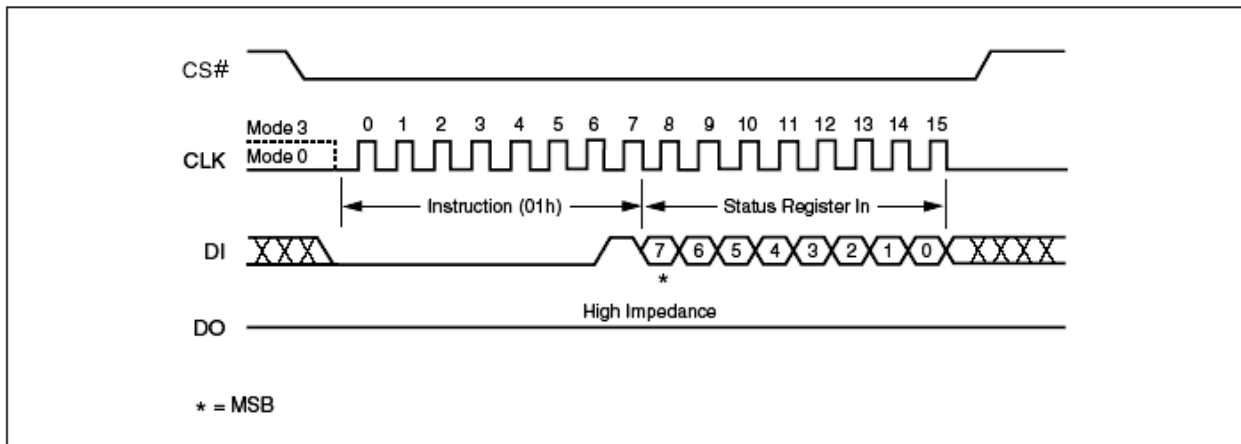 CS#
Mode 3
0 1 2 3 4 5 6 7 8 9 10 11 12 13 14 15
CLK
Mode 0
Instruction (01h)
Status Register In
DI
7 6 5 4 3 2 1 0
*
High Impedance
DO
* = MSB